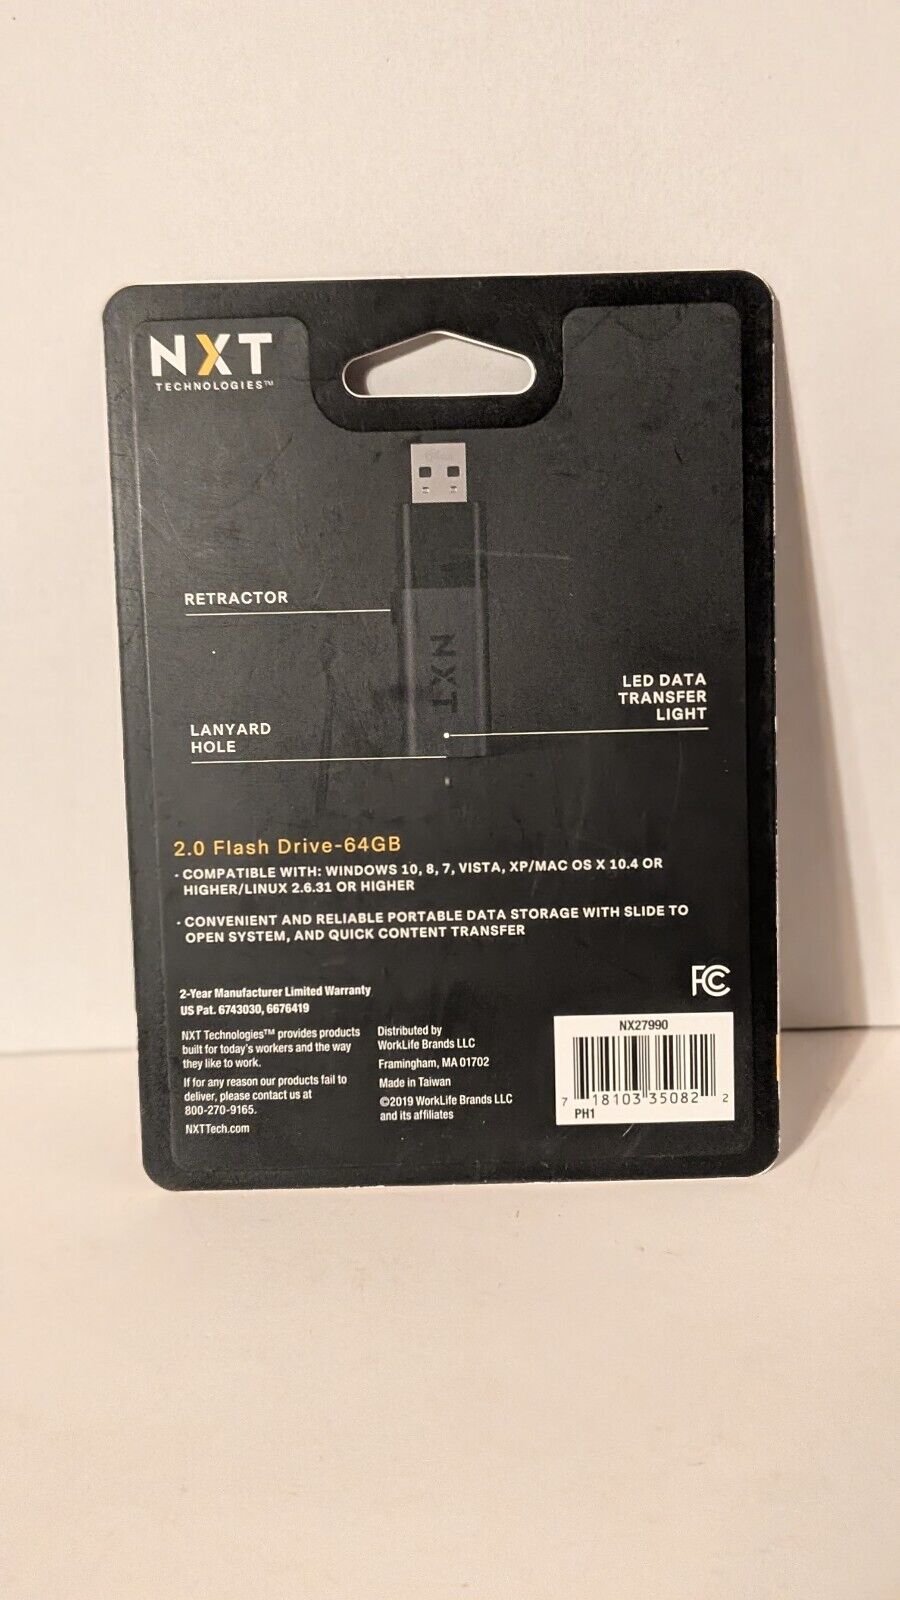 NXT
TECHNOLOGIES™
RETRACTOR
NXT
LED DATA
TRANSFER
LIGHT
LANYARD
HOLE
2.0 Flash Drive-64GB
· COMPATIBLE WITH: WINDOWS 10, 8, 7, VISTA, XP/MAC OS X 10.4 OR
HIGHER/LINUX 2.6.31 OR HIGHER
· CONVENIENT AND RELIABLE PORTABLE DATA STORAGE WITH SLIDE TO
OPEN SYSTEM, AND QUICK CONTENT TRANSFER
FC
2-Year Manufacturer Limited Warranty
US Pat. 6743030, 6676419
NXT Technologies™ provides products
built for today's workers and the way
they like to work.
If for any reason our products fail to
deliver, please contact us at
800-270-9165.
NXTTech.com
Distributed by
WorkLife Brands LLC
Framingham, MA 01702
Made in Taiwan
©2019 WorkLife Brands LLC
and its affiliates
NX27990
7 18103 35082 2
PH1